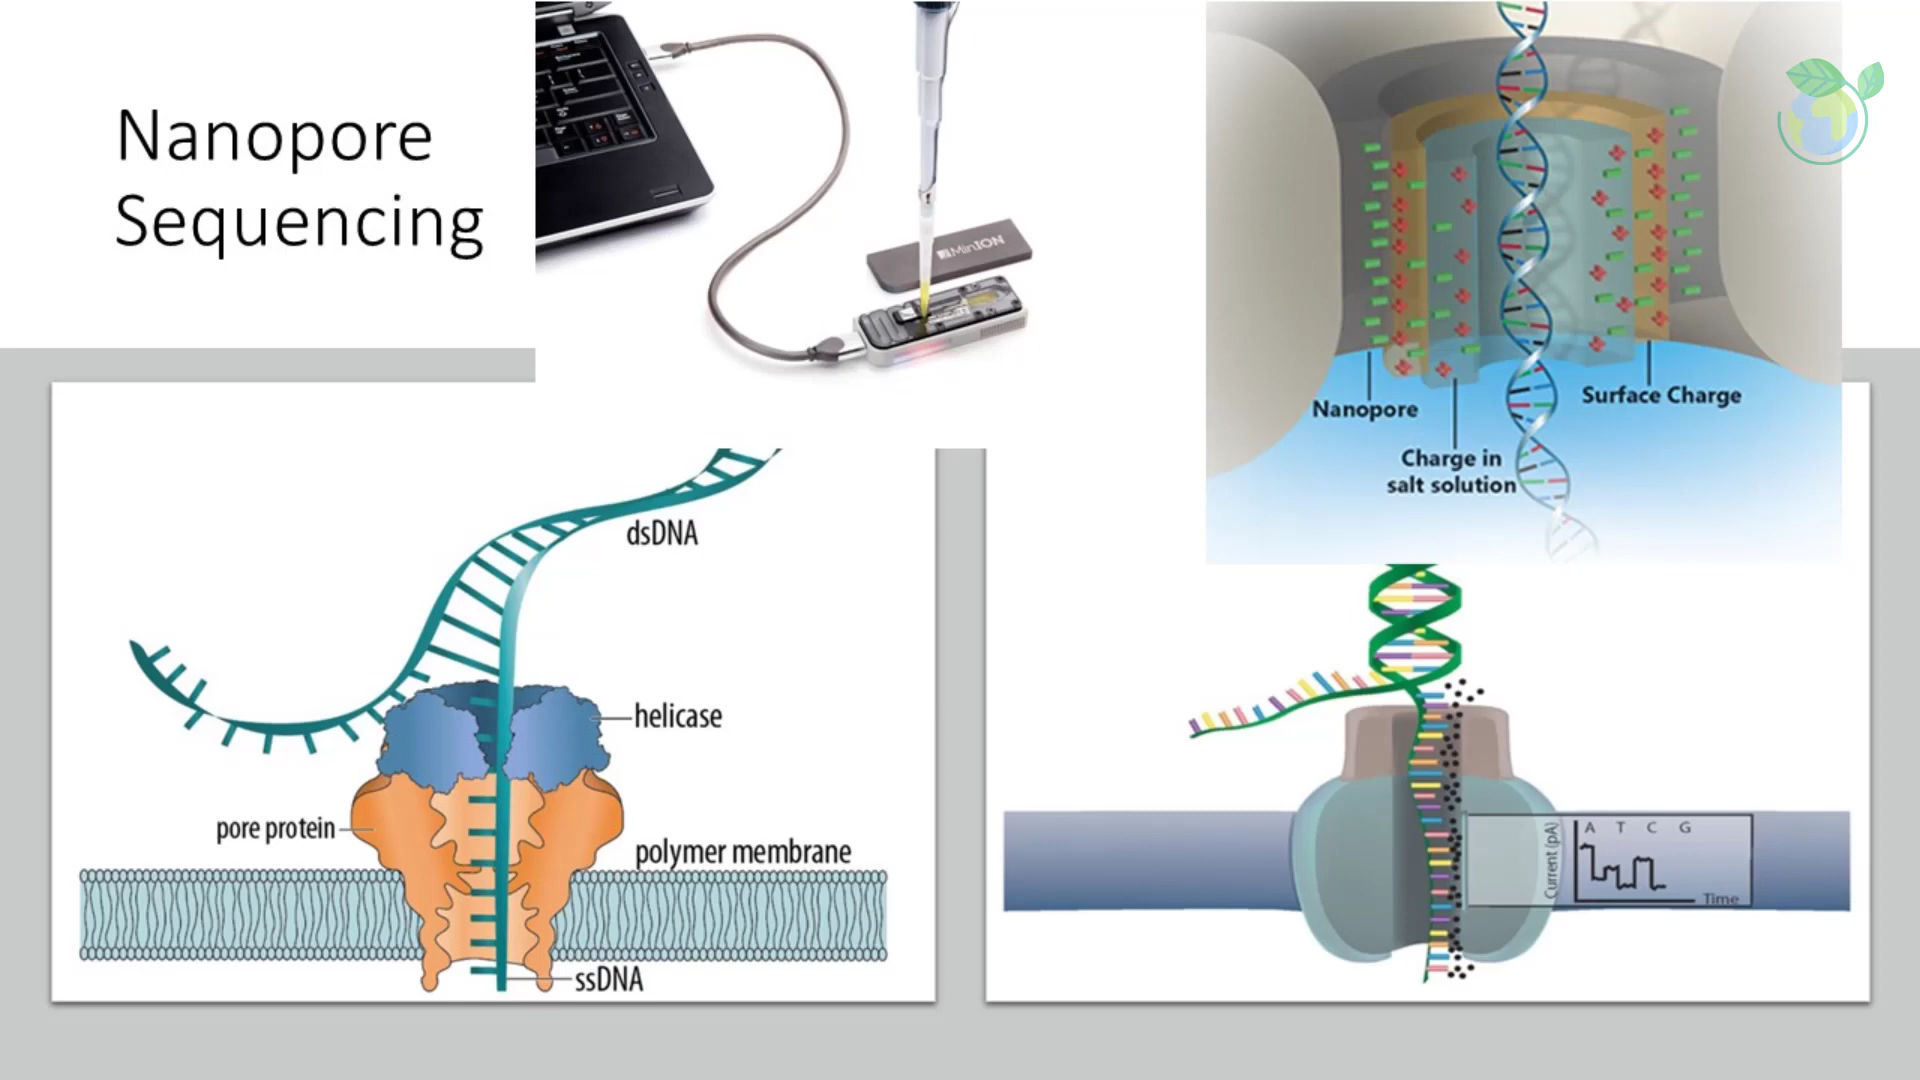 Nanopore
Sequencing
MinION
Nanopore
Surface Charge
Charge in
salt solution
dsDNA
helicase
pore protein
polymer membrane
ssDNA
Current (pA)
A T C G
Time